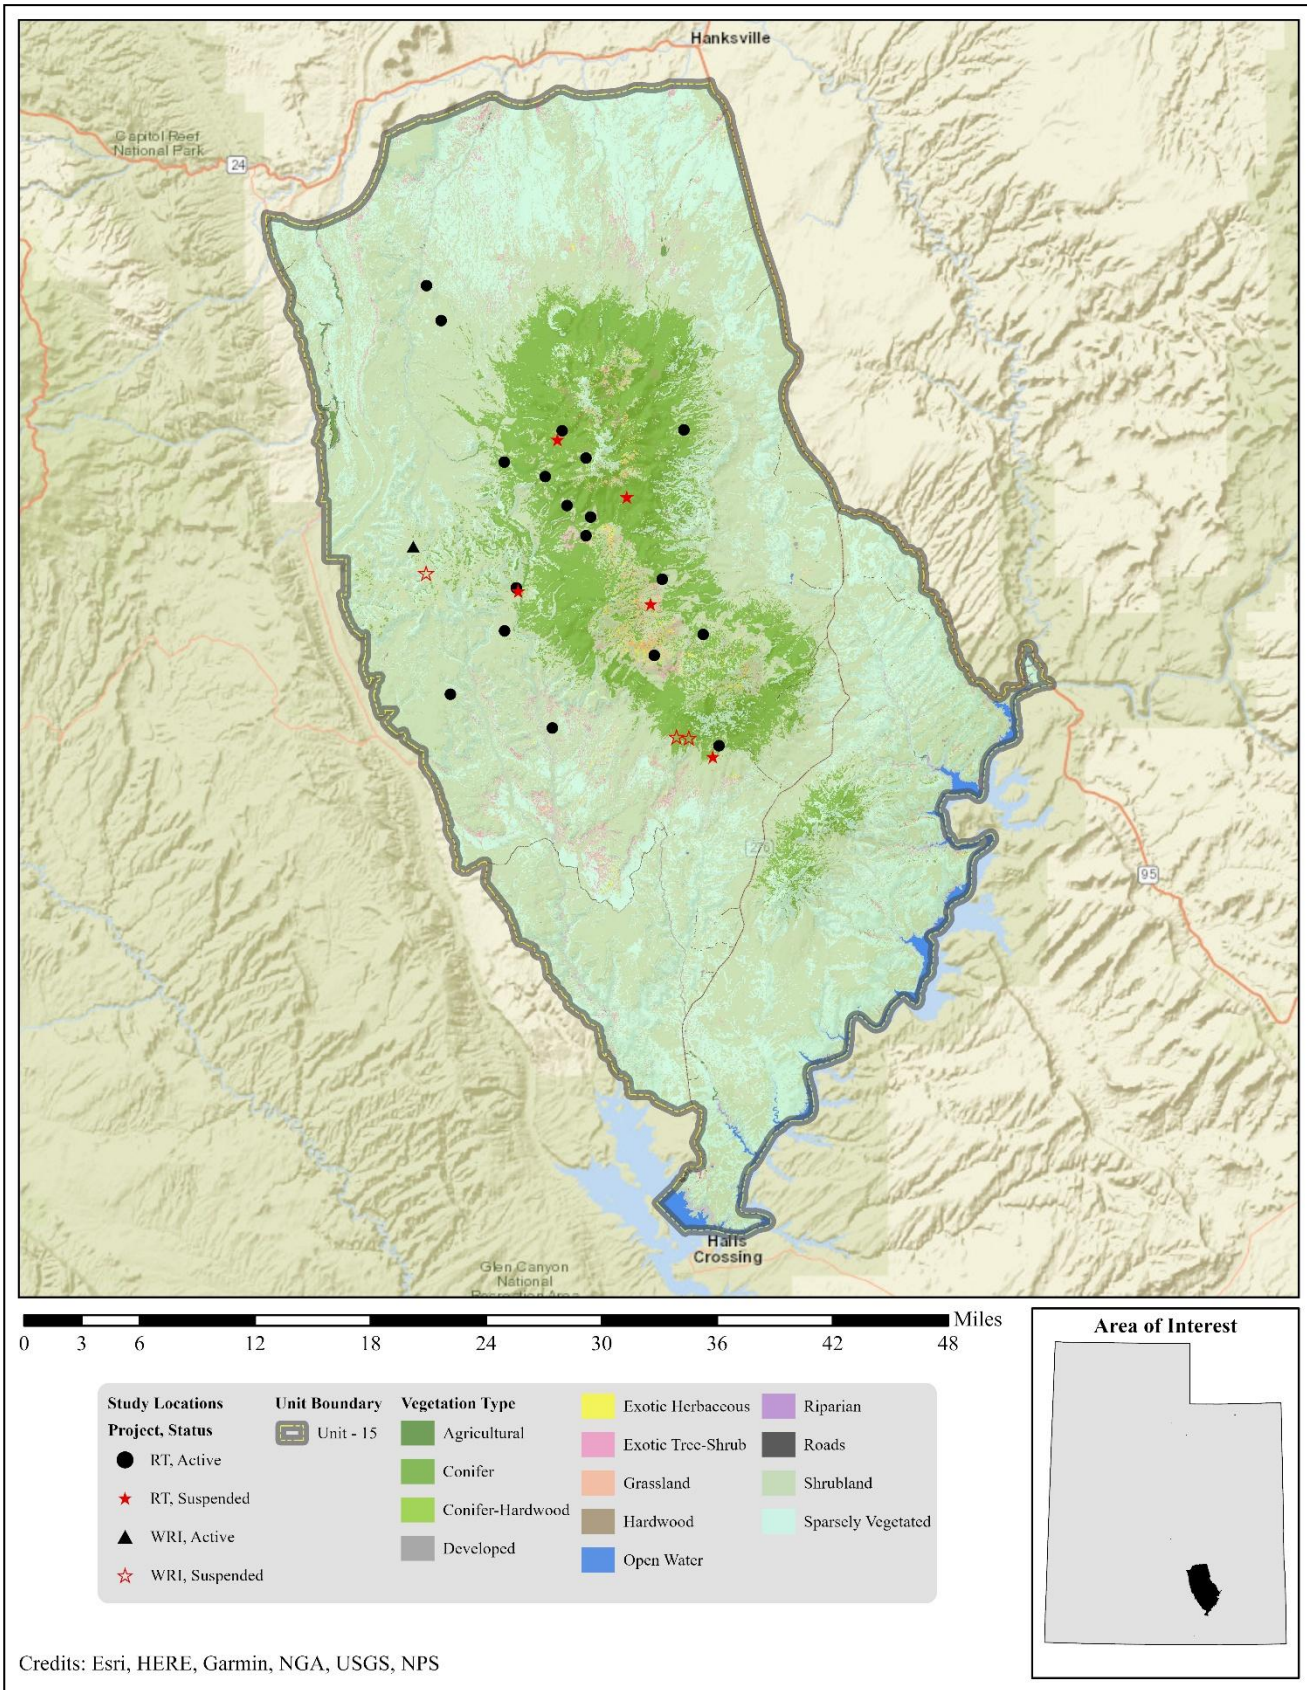 Hanksville
Capitol Reef
National Park
24
276
95
Halls
Crossing
Glen Canyon
National
Recreation Area
Miles
0 3 6 12 18 24 30 36 42 48
Area of Interest
Study Locations
Project, Status
RT, Active
RT, Suspended
WRI, Active
WRI, Suspended
Unit Boundary
Unit - 15
Vegetation Type
Agricultural
Conifer
Conifer-Hardwood
Developed
Exotic Herbaceous
Exotic Tree-Shrub
Grassland
Hardwood
Open Water
Riparian
Roads
Shrubland
Sparsely Vegetated
Credits: Esri, HERE, Garmin, NGA, USGS, NPS